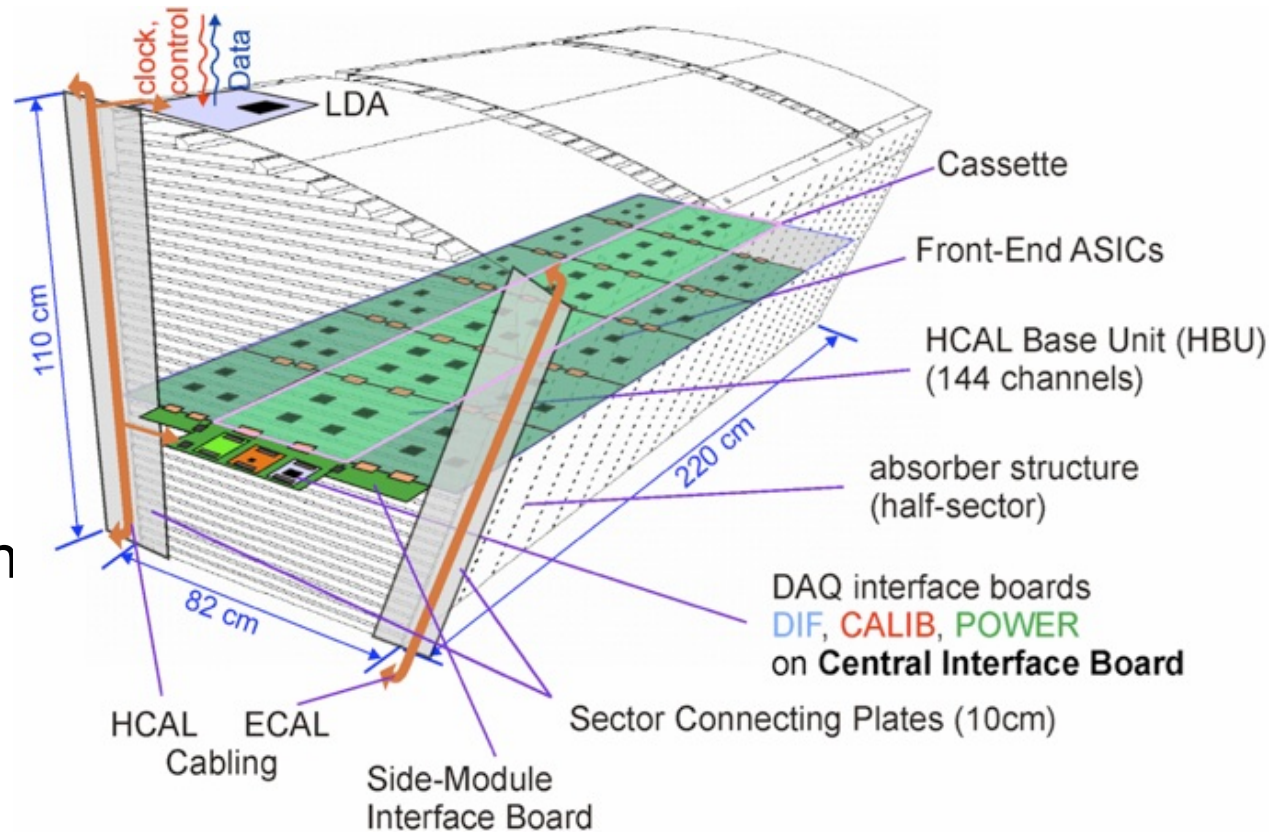 clock,
control
Data
LDA
Cassette
Front-End ASICs
110 cm
HCAL Base Unit (HBU)
(144 channels)
220 cm
absorber structure
(half-sector)
n
82 cm
DAQ interface boards
DIF, CALIB, POWER
on Central Interface Board
HCAL ECAL
Cabling
Sector Connecting Plates (10cm)
Side-Module
Interface Board